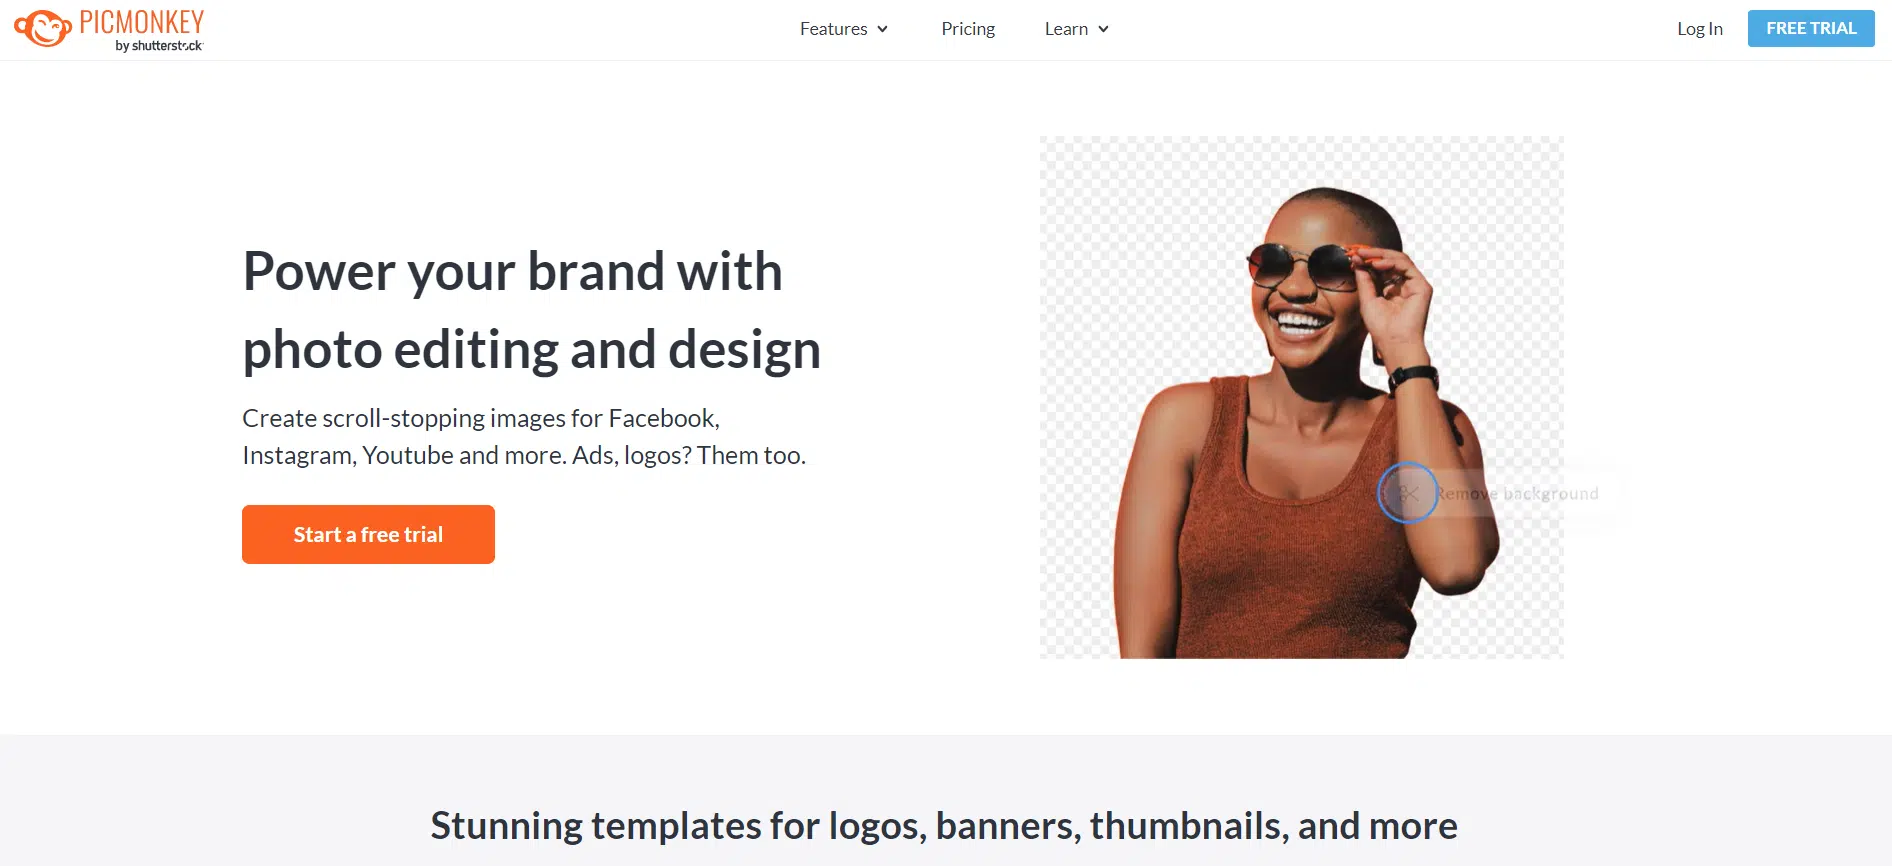 PICMONKEY
by shutterstock
Features
Pricing
Learn
Log In
FREE TRIAL
Power your brand with
photo editing and design
Create scroll-stopping images for Facebook,
Instagram, Youtube and more. Ads, logos? Them too.
Start a free trial
Remove background
Stunning templates for logos, banners, thumbnails, and more